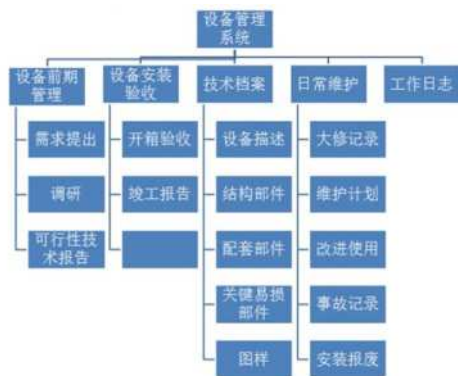 设备管理
系统
设备前期
管理
设备安装
验收
技术档案
日常维护
工作日志
需求提出
开箱验收
设备描述
大修记录
调研
竣工报告
结构部件
维护计划
可行性技
术报告
配套部件
改进使用
关键易损
部件
事故记录
图样
安装报废